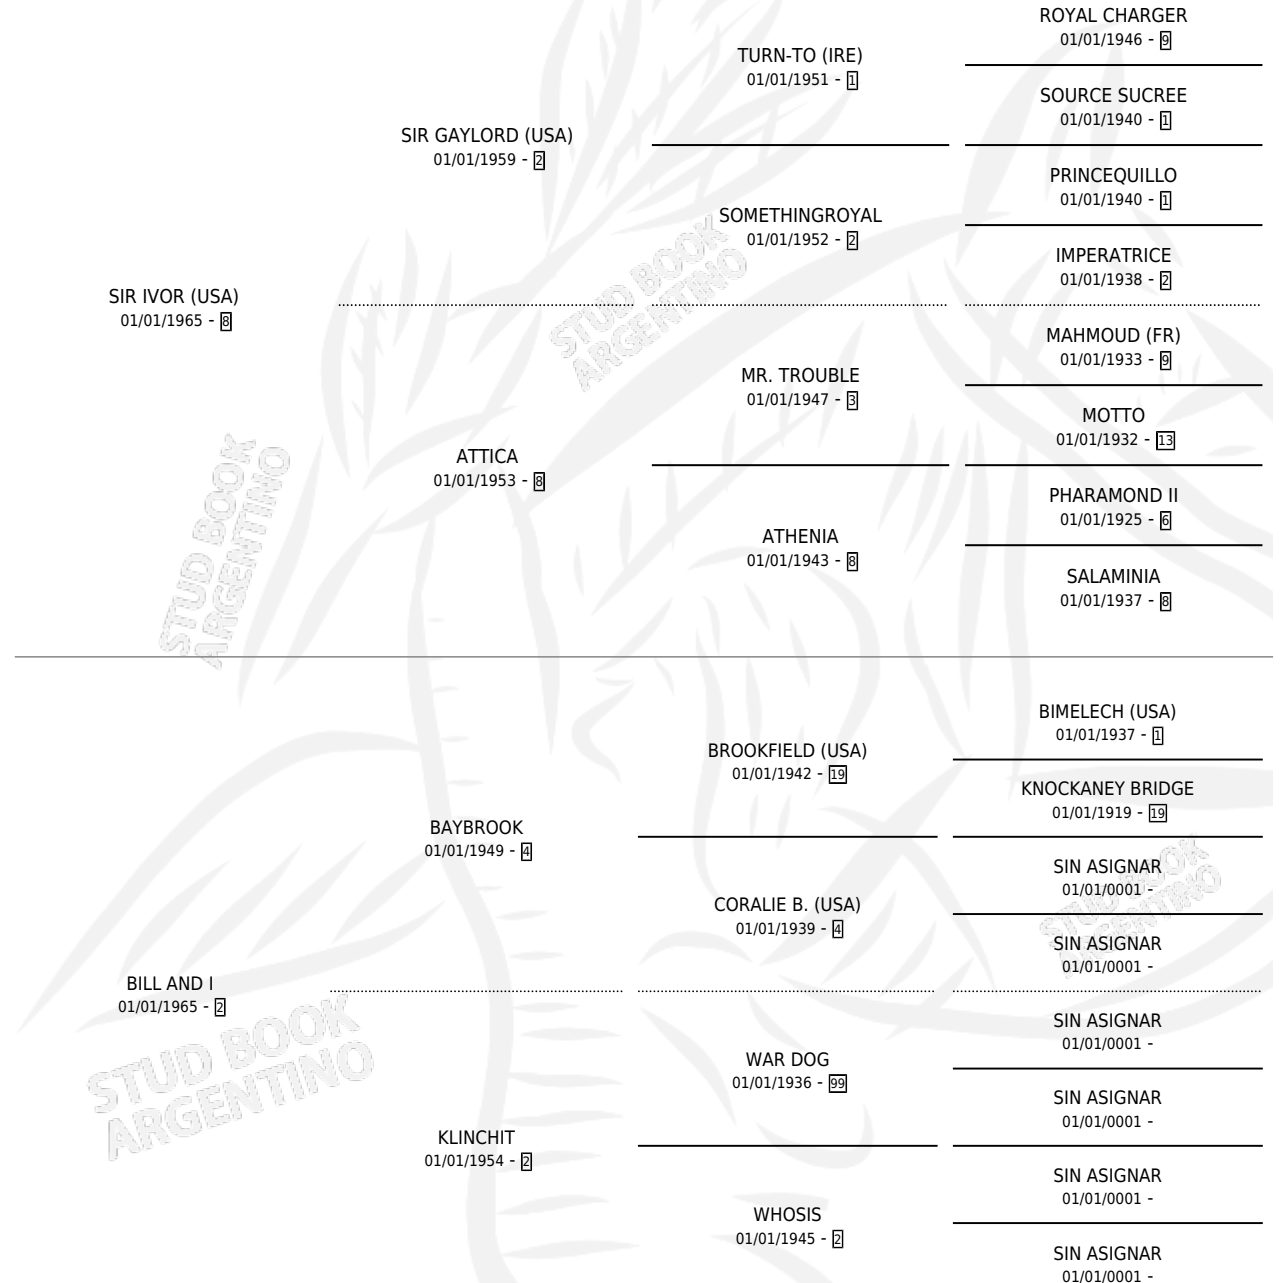 ROYAL CHARGER
01/01/1946 - 9
TURN-TO (IRE)
01/01/1951 - 1
SOURCE SUCREE
01/01/1940 - 1
SIR GAYLORD (USA)
01/01/1959 - 2
PRINCEQUILLO
01/01/1940 - 1
SOMETHINGROYAL
01/01/1952 - 2
IMPERATRICE
01/01/1938 - 2
SIR IVOR (USA)
01/01/1965 - 8
STUD BOOK
ARGENTINO
MAHMOUD (FR)
01/01/1933 - 9
MR. TROUBLE
01/01/1947 - 3
MOTTO
01/01/1932 - 13
ATTICA
01/01/1953 - 8
PHARAMOND II
01/01/1925 - 6
ATHENIA
01/01/1943 - 8
SALAMINIA
01/01/1937 - 8
STUD BOOK
ARGENTINO
BIMELECH (USA)
01/01/1937 - 1
BROOKFIELD (USA)
01/01/1942 - 19
KNOCKANEY BRIDGE
01/01/1919 - 19
BAYBROOK
01/01/1949 - 4
SIN ASIGNAR
01/01/0001 -
CORALIE B. (USA)
01/01/1939 - 4
SIN ASIGNAR
01/01/0001 -
STUD BOOK
ARGENTINO
BILL AND I
01/01/1965 - 2
SIN ASIGNAR
01/01/0001 -
WAR DOG
01/01/1936 - 99
SIN ASIGNAR
01/01/0001 -
STUD BOOK
ARGENTINO
KLINCHIT
01/01/1954 - 2
SIN ASIGNAR
01/01/0001 -
WHOSIS
01/01/1945 - 2
SIN ASIGNAR
01/01/0001 -